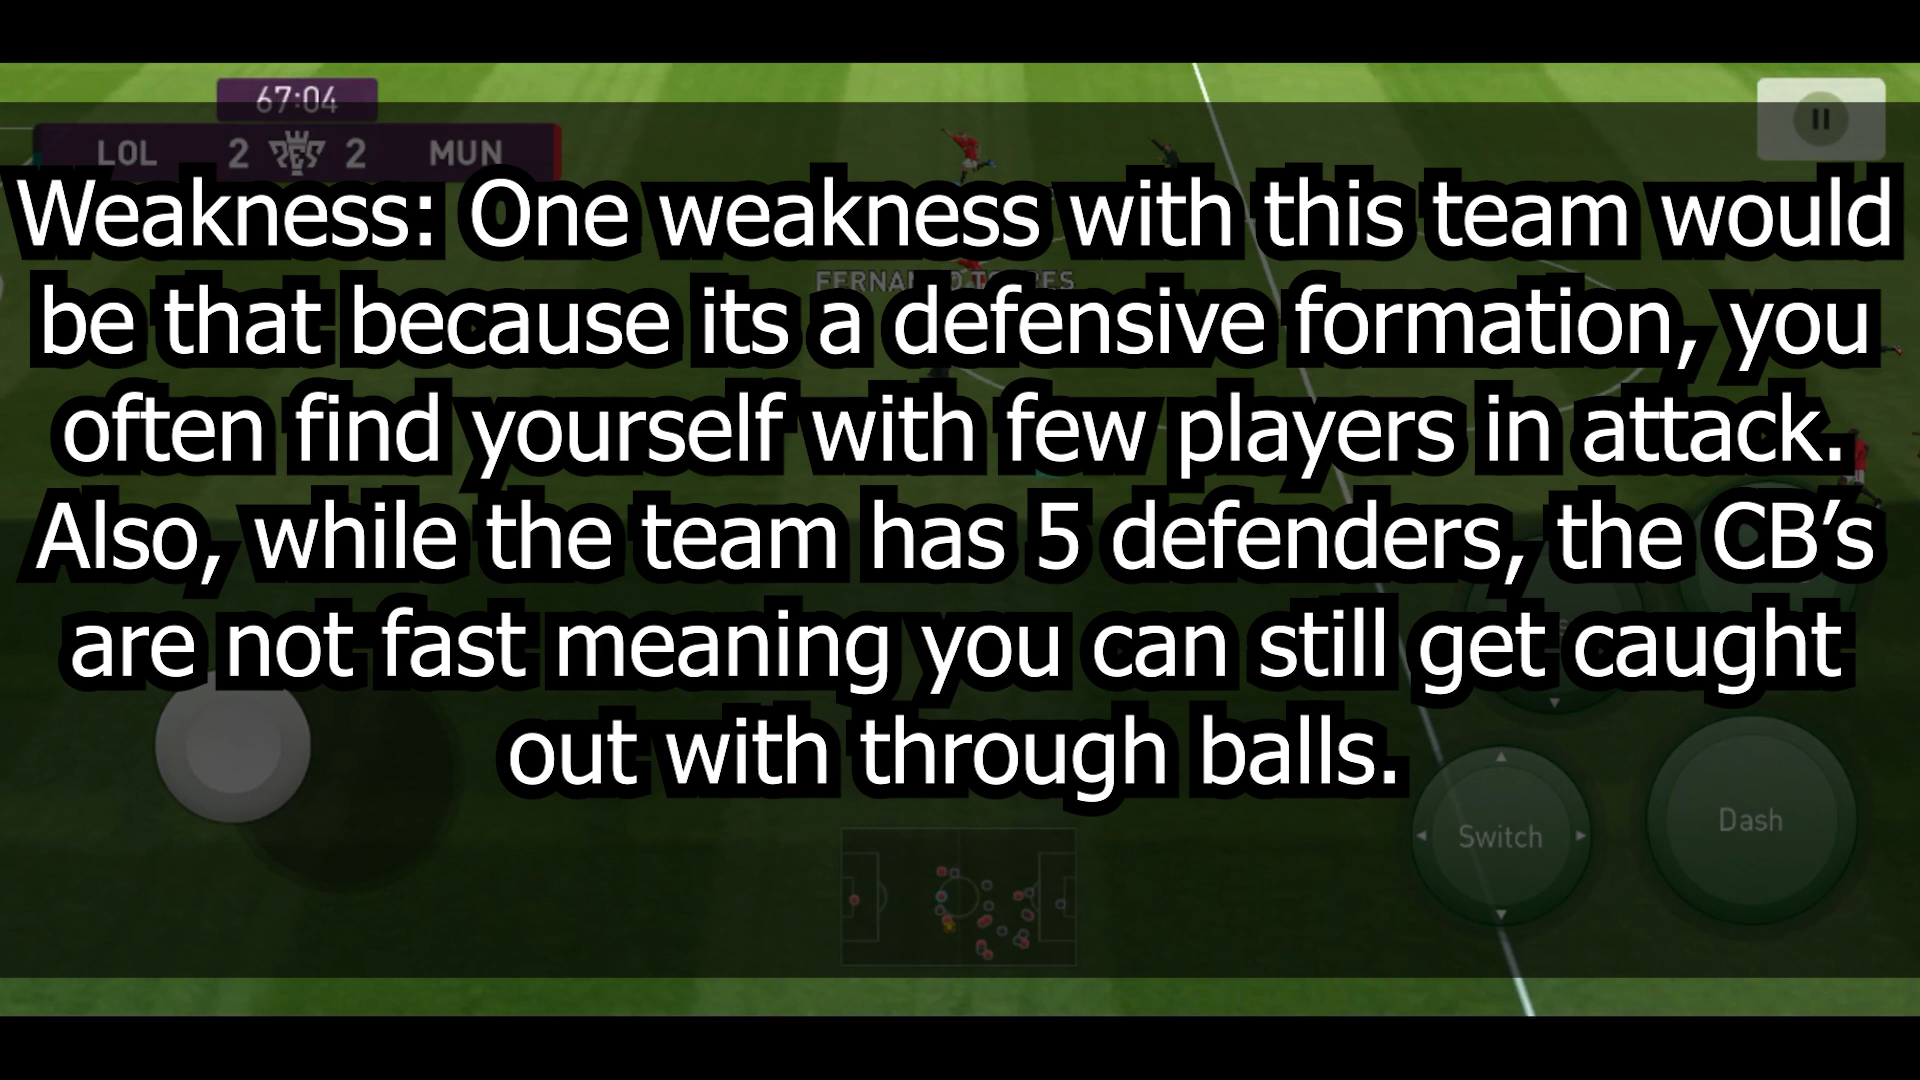 67:04
LOL 2 2 MUN
Weakness: One weakness with this team would
be that because its a defensive formation, you
often find yourself with few players in attack.
Also, while the team has 5 defenders, the CB’s
are not fast meaning you can still get caught
out with through balls.
Switch
Dash